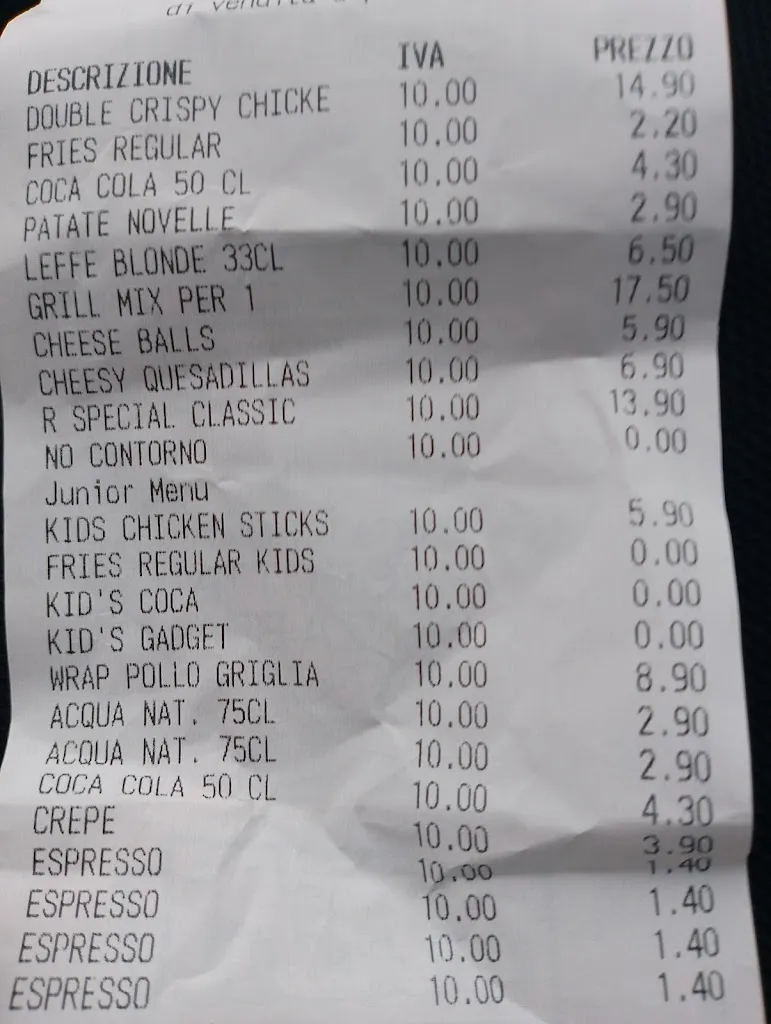 di vendita
DESCRIZIONE IVA PREZZO
DOUBLE CRISPY CHICKE 10.00 14.90
FRIES REGULAR 10.00 2.20
COCA COLA 50 CL 10.00 4.30
PATATE NOVELLE 10.00 2.90
LEFFE BLONDE 33CL 10.00 6.50
GRILL MIX PER 1 10.00 17.50
CHEESE BALLS 10.00 5.90
CHEESY QUESADILLAS 10.00 6.90
R SPECIAL CLASSIC 10.00 13.90
NO CONTORNO 10.00 0.00
Junior Menu
KIDS CHICKEN STICKS 10.00 5.90
FRIES REGULAR KIDS 10.00 0.00
KID'S COCA 10.00 0.00
KID'S GADGET 10.00 0.00
WRAP POLLO GRIGLIA 10.00 8.90
ACQUA NAT. 75CL 10.00 2.90
ACQUA NAT. 75CL 10.00 2.90
COCA COLA 50 CL 10.00 4.30
CREPE 10.00 3.90
ESPRESSO 10.00 1.40
ESPRESSO 10.00 1.40
ESPRESSO 10.00 1.40
ESPRESSO 10.00 1.40